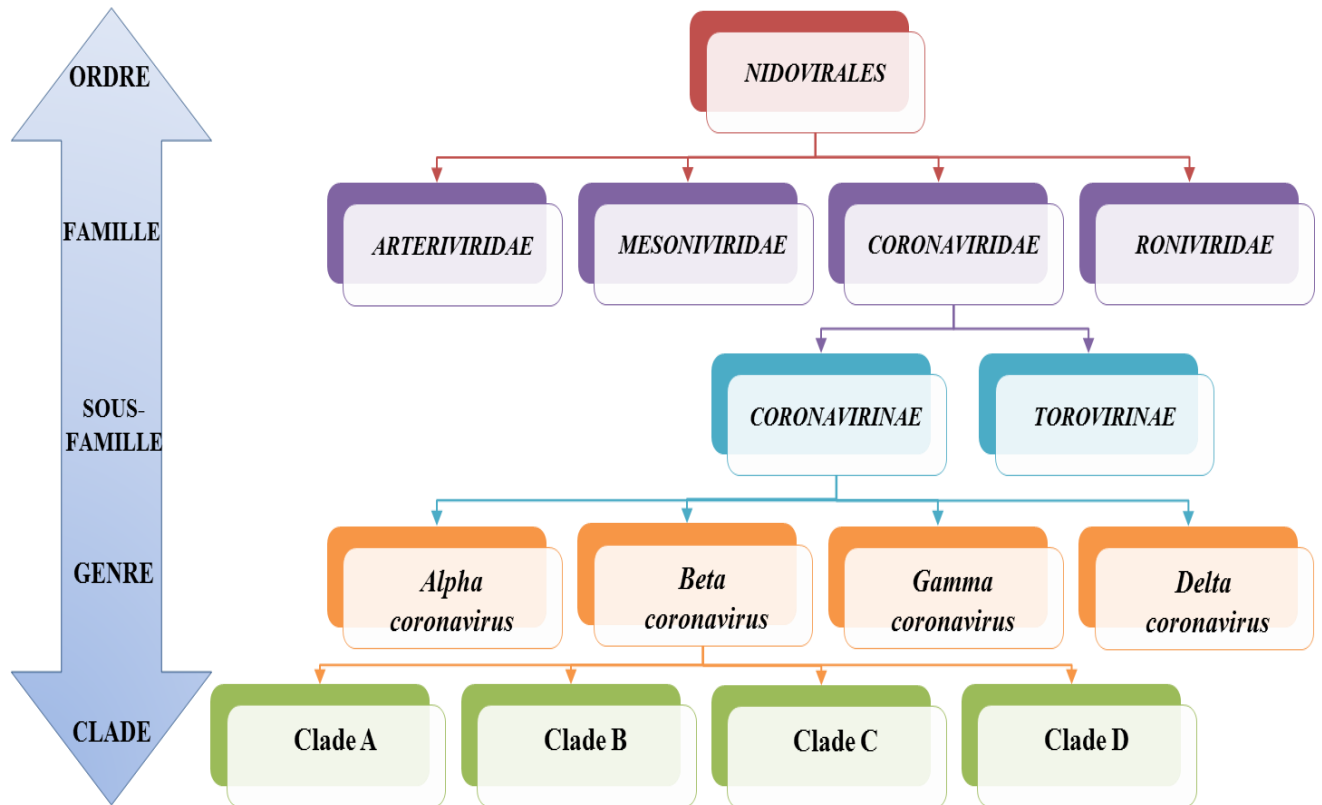 ORDRE
NIDOVIRALES
FAMILLE
ARTERIVIRIDAE
MESONIVIRIDAE
CORONAVIRIDAE
RONIVIRIDAE
SOUS-
FAMILLE
CORONAVIRINAE
TOROVIRINAE
GENRE
Alpha
coronavirus
Beta
coronavirus
Gamma
coronavirus
Delta
coronavirus
CLADE
Clade A
Clade B
Clade C
Clade D